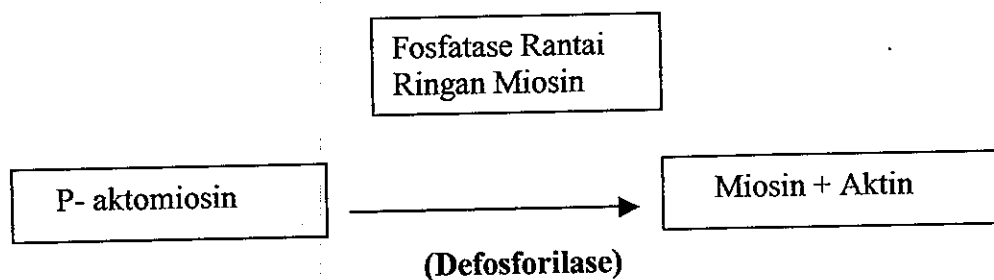 Fosfatase Rantai
Ringan Miosin
P- aktomiosin
Miosin + Aktin
(Defosforilase)